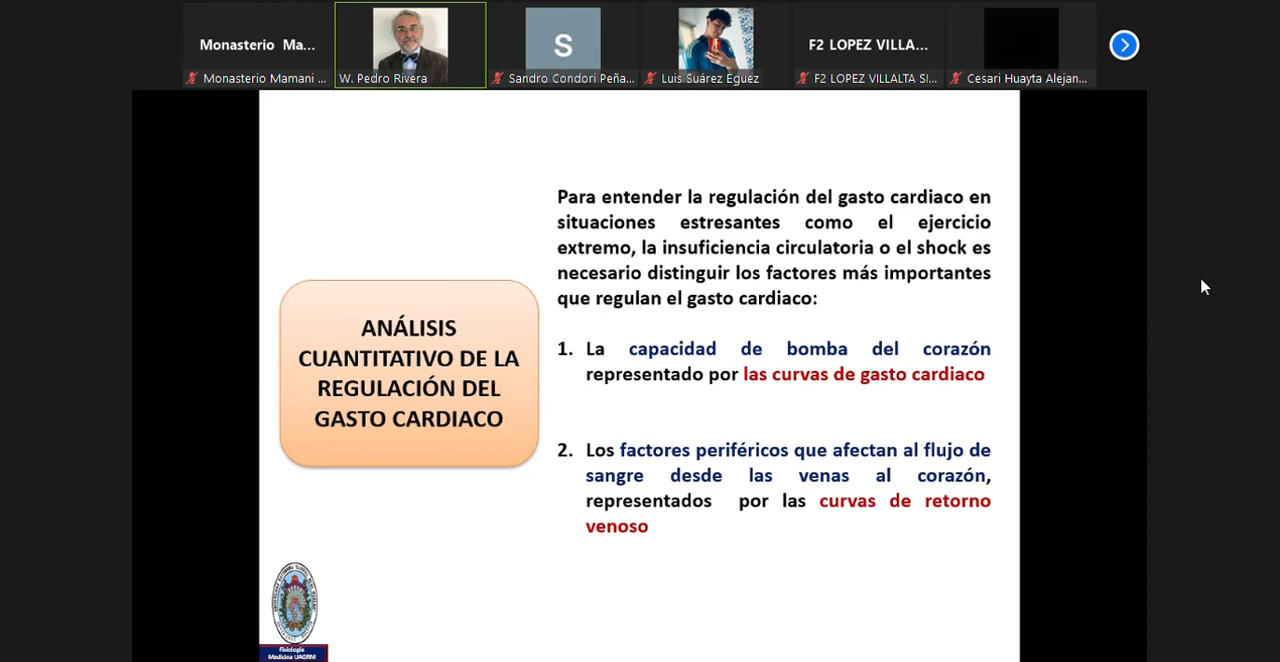 Monasterio Ma...
S
F2 LOPEZ VILLA...
Monasterio Mamani ...
W. Pedro Rivera
Sandro Condori Peña...
Luis Suárez Eguez
F2 LOPEZ VILLALTA SI...
Cesari Huayta Alejan...
ANÁLISIS
CUANTITATIVO DE LA
REGULACIÓN DEL
GASTO CARDIACO
Para entender la regulación del gasto cardiaco en
situaciones estresantes como el ejercicio
extremo, la insuficiencia circulatoria o el shock es
necesario distinguir los factores más importantes
que regulan el gasto cardiaco:
1. La capacidad de bomba del corazón
representado por las curvas de gasto cardiaco
2. Los factores periféricos que afectan al flujo de
sangre desde las venas al corazón,
representados por las curvas de retorno
venoso
Fisiología
Medicina UAGRM